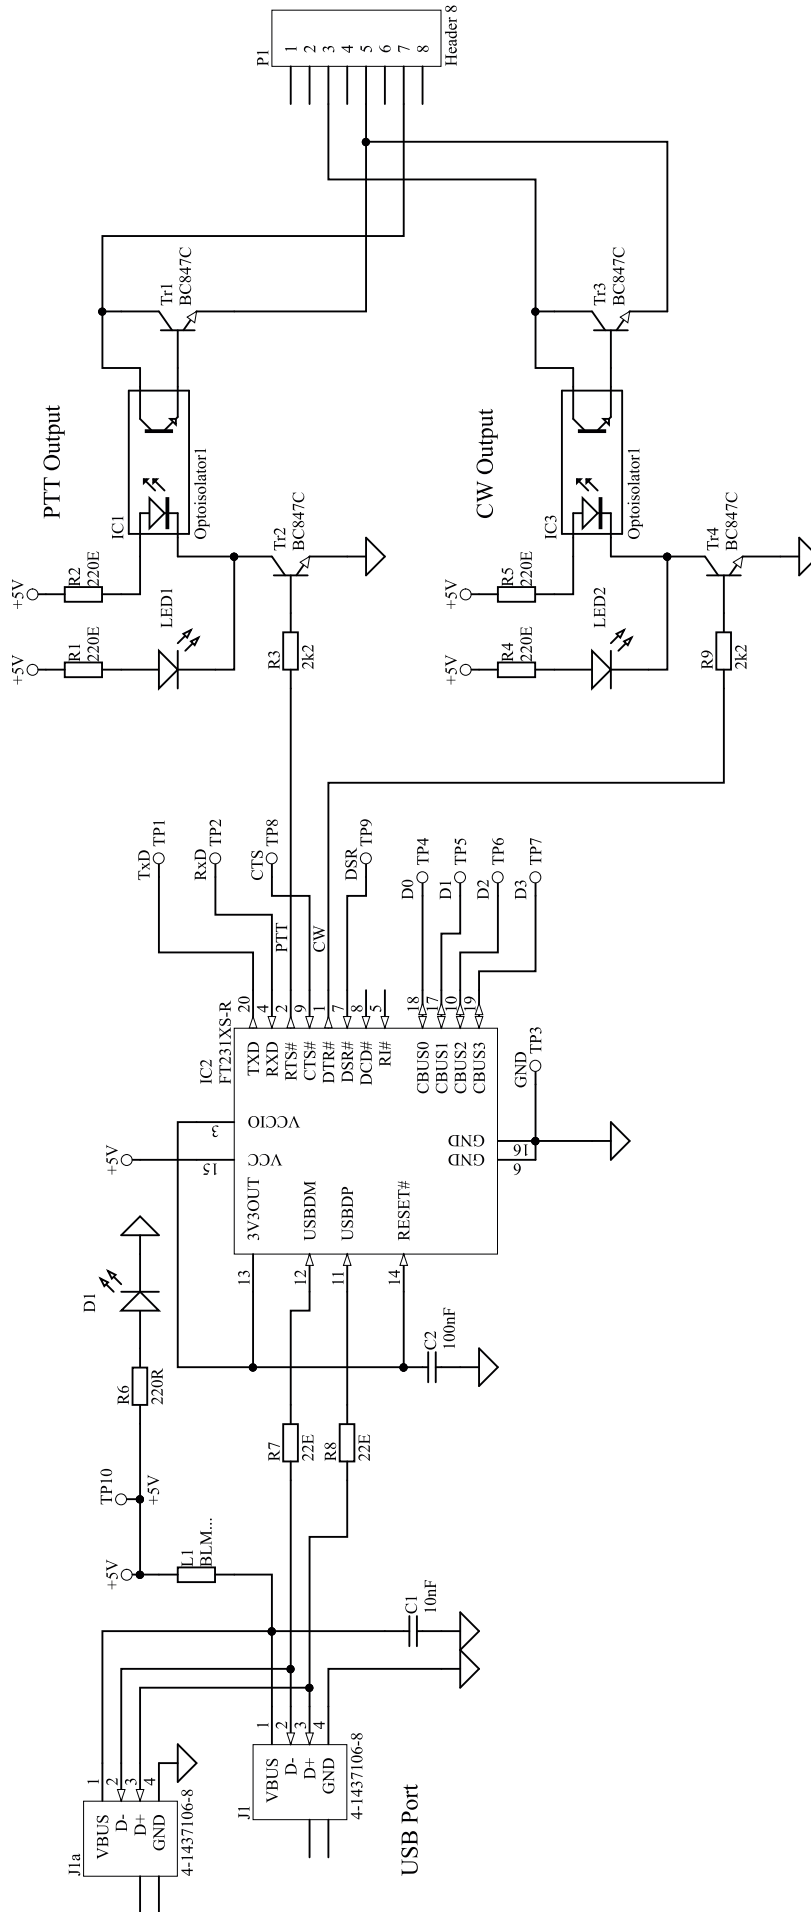 P1
1
2
3
4
5
6
7
8
Header 8
Tr1
BC847C
Tr3
BC847C
PTT Output
IC1
Optoisolator1
CW Output
IC3
Optoisolator1
+5V
R2
220E
+5V
R1
220E
LED1
Tr2
BC847C
R3
2k2
+5V
R5
220E
+5V
R4
220E
LED2
Tr4
BC847C
R9
2k2
TxD
TP1
RxD
TP2
CTS
TP8
DSR
TP9
D0
TP4
D1
TP5
D2
TP6
D3
TP7
PTT
CW
IC2
FT231XS-R
20
TXD
4
RXD
2
RTS#
9
CTS#
1
DTR#
7
DSR#
8
DCD#
5
RI#
18
CBUS0
17
CBUS1
10
CBUS2
19
CBUS3
GND
TP3
3
VCCIO
+5V
15
VCC
GND
16
GND
6
13
3V3OUT
12
USBDM
11
USBDP
14
RESET#
D1
R6
220R
TP10
+5V
+5V
L1
BLM...
R7
22E
R8
22E
C2
100nF
C1
10nF
J1a
VBUS
D-
D+
GND
1
2
3
4
4-1437106-8
J1
VBUS
D-
D+
GND
1
2
3
4
4-1437106-8
USB Port